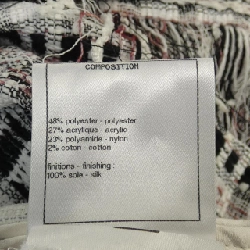 COMPOSITION
48% polyester - polyester
27% acrylique - acrylic
23% polyamide - nylon
2% coton - cotton
finitions - finishing :
100% soie - silk